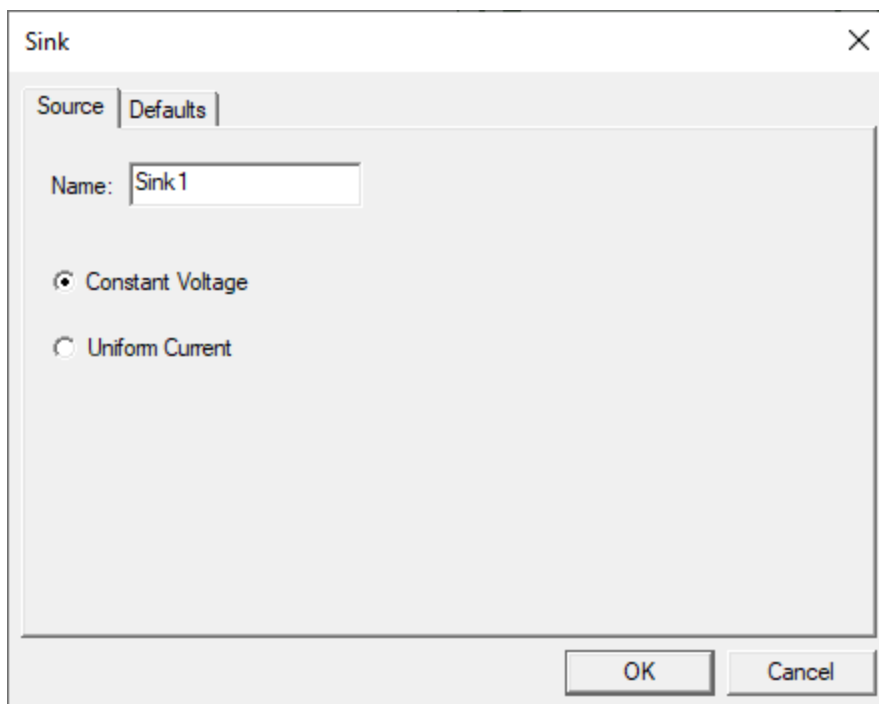 Sink
Source Defaults
Name: Sink1
Constant Voltage
Uniform Current
OK Cancel